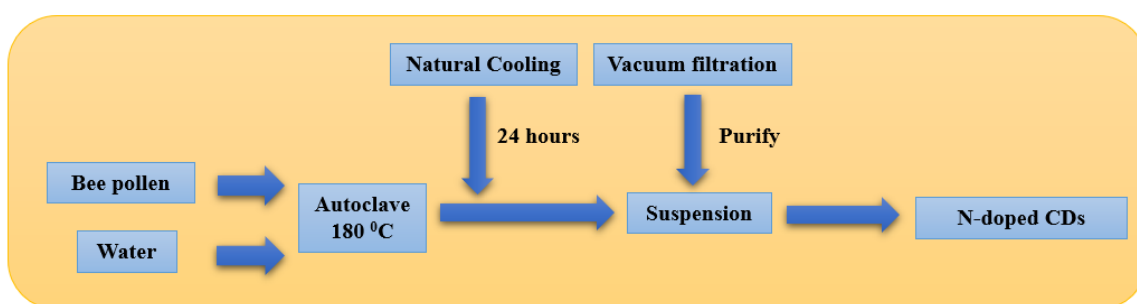 Natural Cooling
Vacuum filtration
24 hours
Purify
Bee pollen
Water
Autoclave
180 ⁰C
Suspension
N-doped CDs